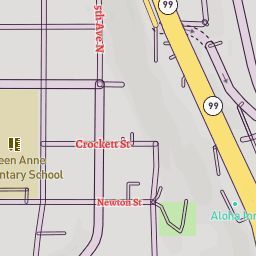 99
5th Ave N
99
Crockett St
een Anne
ntary School
Newton St
Aloha Inn